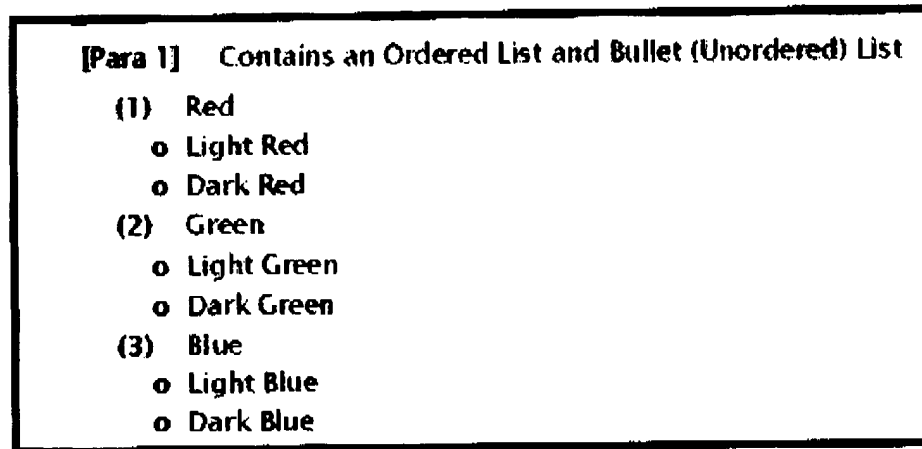 [Para 1] Contains an Ordered List and Bullet (Unordered) List
(1) Red
o Light Red
o Dark Red
(2) Green
o Light Green
o Dark Green
(3) Blue
o Light Blue
o Dark Blue